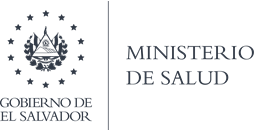 GOBIERNO DE
EL SALVADOR
MINISTERIO
DE SALUD